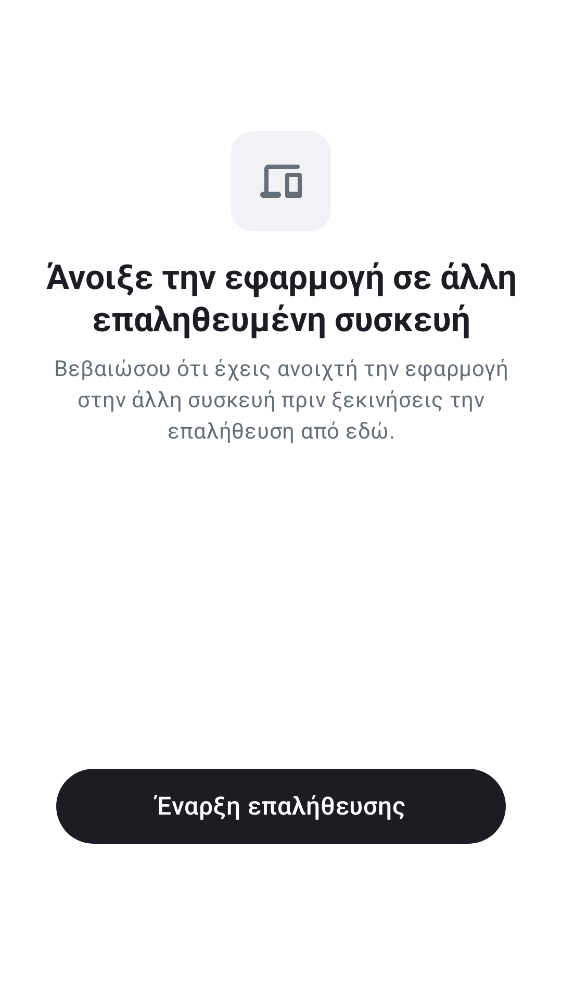 Άνοιξε την εφαρμογή σε άλλη
επαληθευμένη συσκευή
Βεβαιώσου ότι έχεις ανοιχτή την εφαρμογή
στην άλλη συσκευή πριν ξεκινήσεις την
επαλήθευση από εδώ.
Έναρξη επαλήθευσης